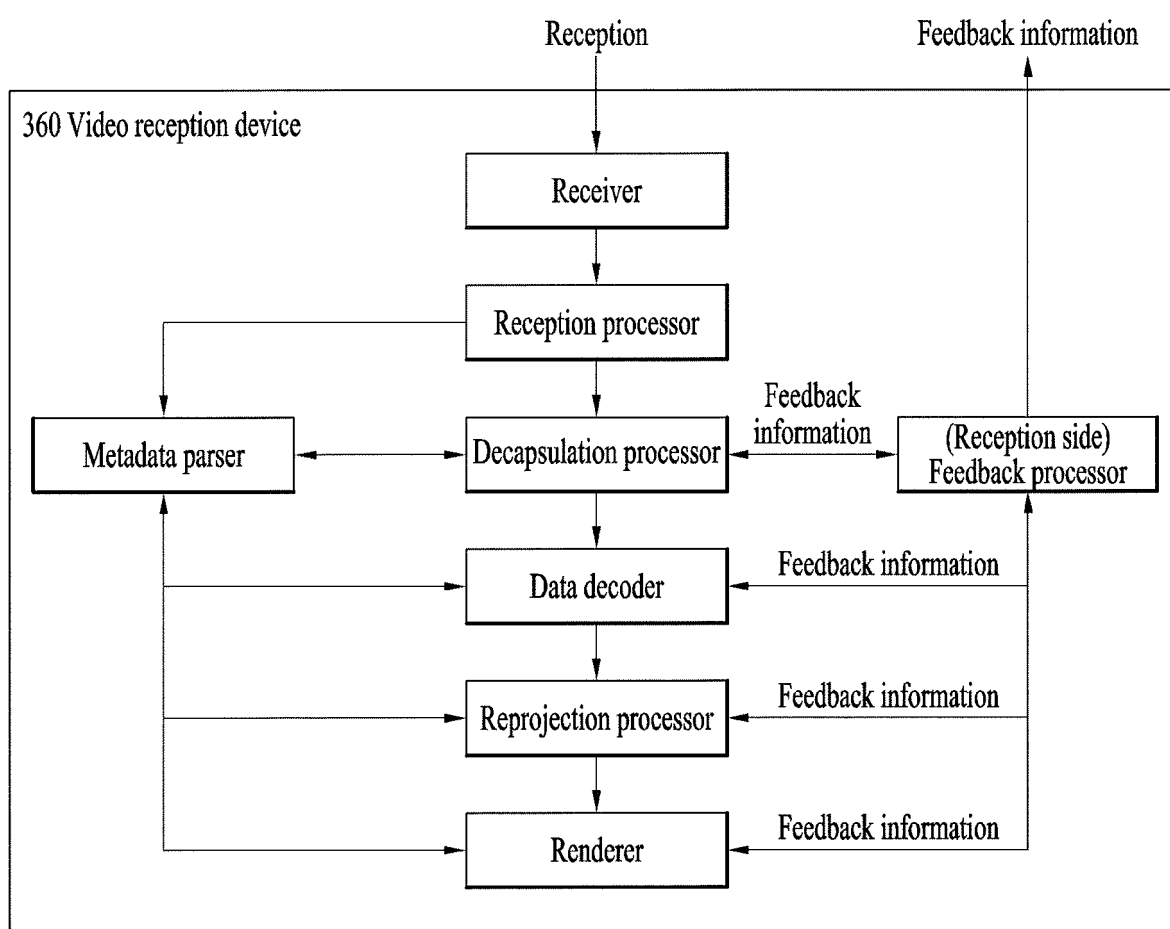 Reception
Feedback information
360 Video reception device
Receiver
Reception processor
Metadada parser
Decapsulation processor
Feedback
information
(Reception side)
Feedback processor
Data decoder
Feedback information
Reprojection processor
Feedback information
Renderer
Feedback information